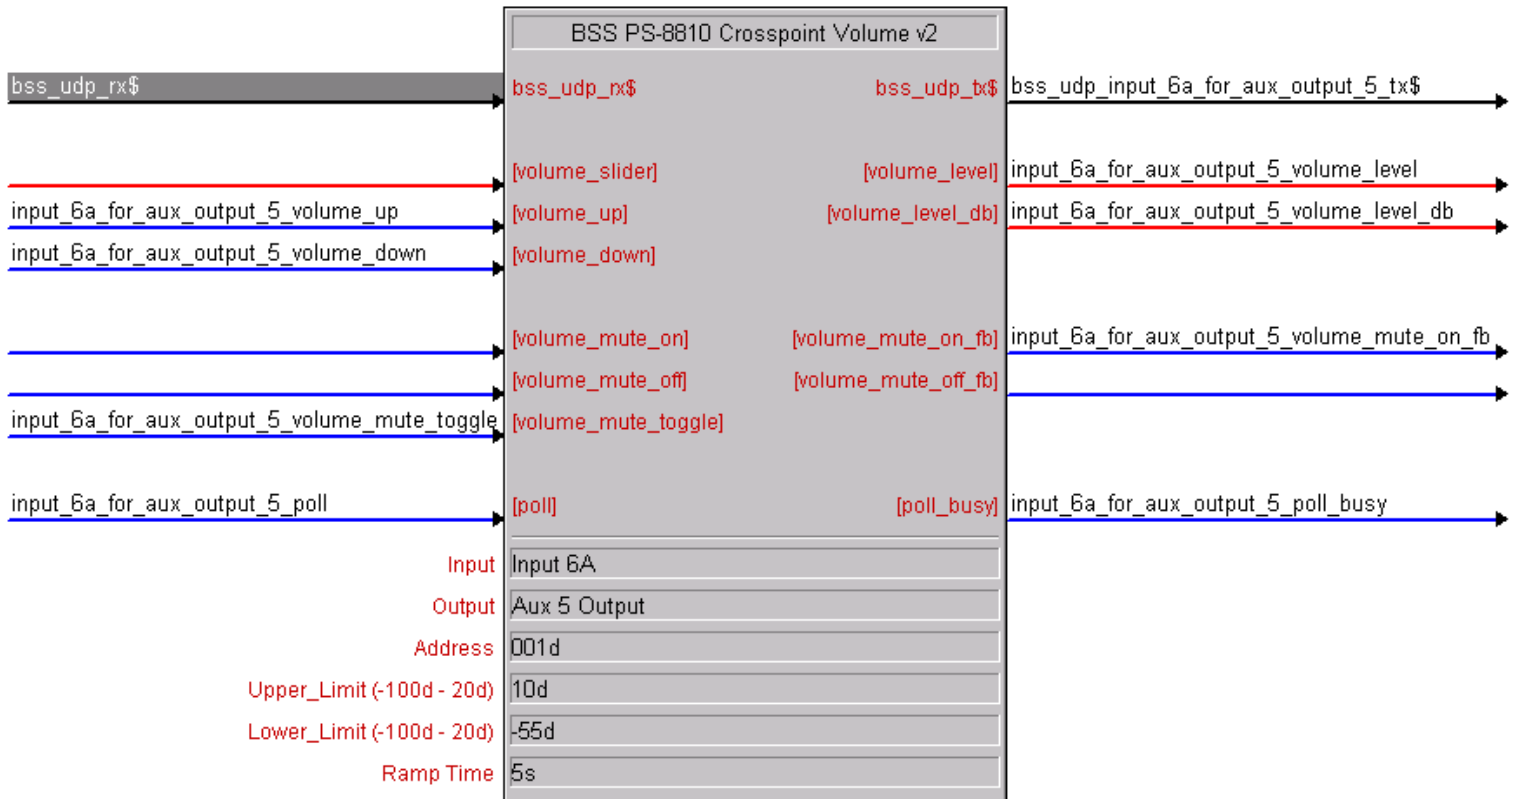 BSS PS-8810 Crosspoint Volume v2
bss_udp_rx$ bss_udp_rx$ bss_udp_tx$ bss_udp_input_6a_for_aux_output_5_tx$
[volume_slider] [volume_level] input_6a_for_aux_output_5_volume_level
input_6a_for_aux_output_5_volume_up [volume_up] [volume_level_db] input_6a_for_aux_output_5_volume_level_db
input_6a_for_aux_output_5_volume_down [volume_down]
[volume_mute_on] [volume_mute_on_fb] input_6a_for_aux_output_5_volume_mute_on_fb
[volume_mute_off] [volume_mute_off_fb]
input_6a_for_aux_output_5_volume_mute_toggle [volume_mute_toggle]
input_6a_for_aux_output_5_poll [poll] [poll_busy] input_6a_for_aux_output_5_poll_busy
Input Input 6A
Output Aux 5 Output
Address 001d
Upper_Limit (-100d - 20d) 10d
Lower_Limit (-100d - 20d) -55d
Ramp Time 5s